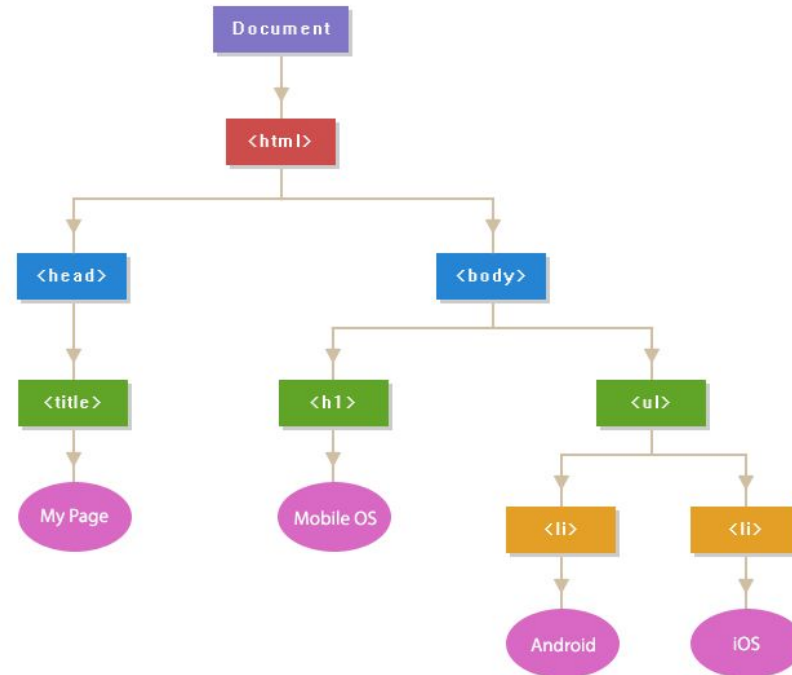 Document
<html>
<head>
<body>
<title>
<h1>
<ul>
My Page
Mobile OS
<li>
<li>
Android
iOS